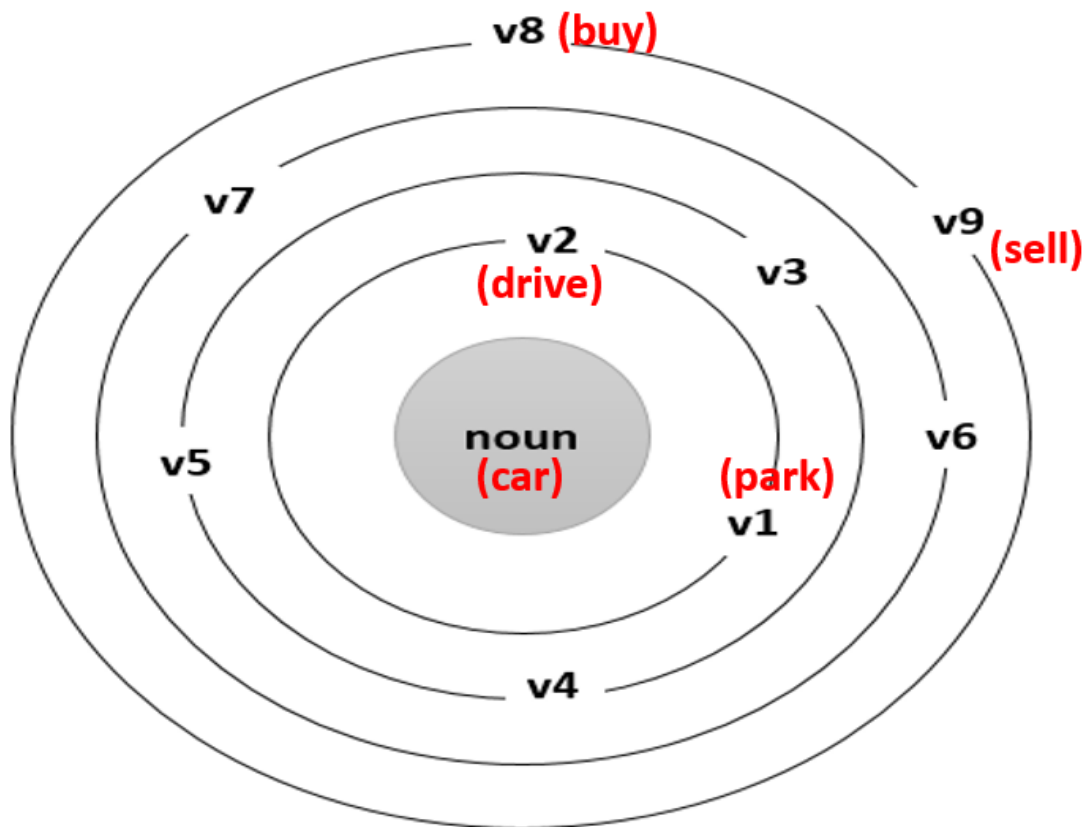 v8 (buy)
v7
v9
(sell)
v2
(drive)
v3
noun
(car)
v5
v6
(park)
v1
v4